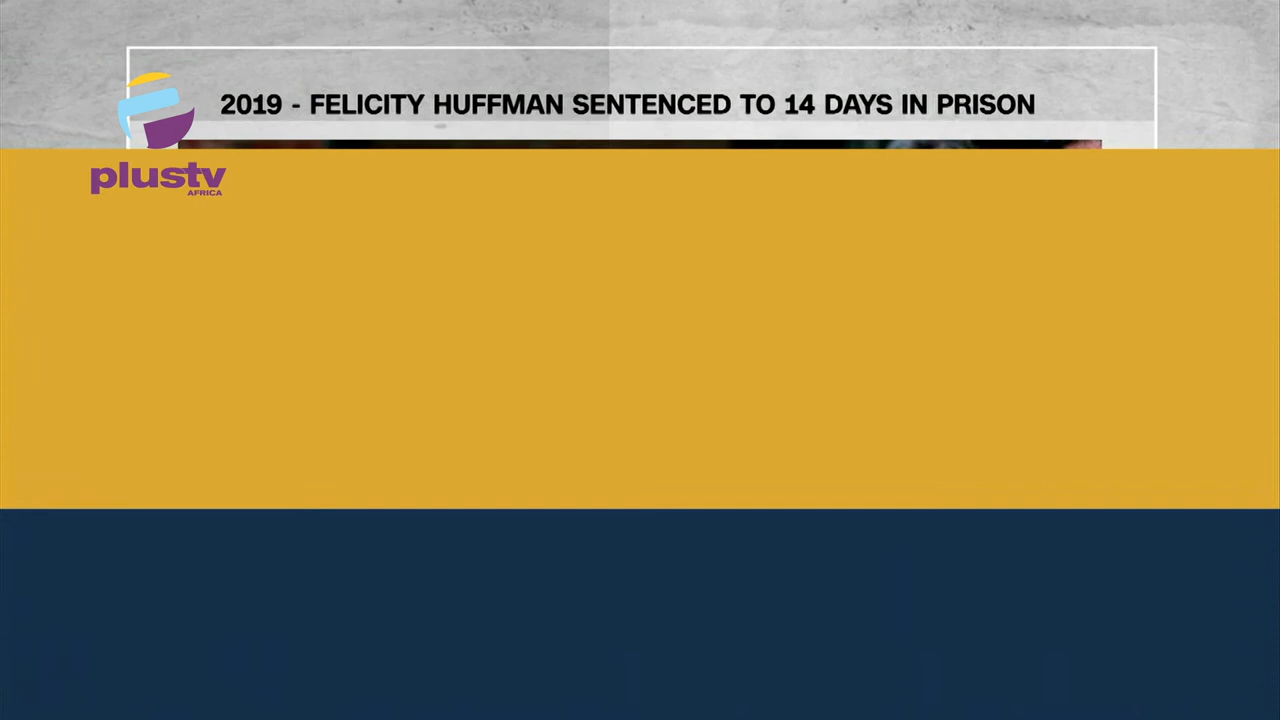 2019 - FELICITY HUFFMAN SENTENCED TO 14 DAYS IN PRISON
plustv
AFRICA